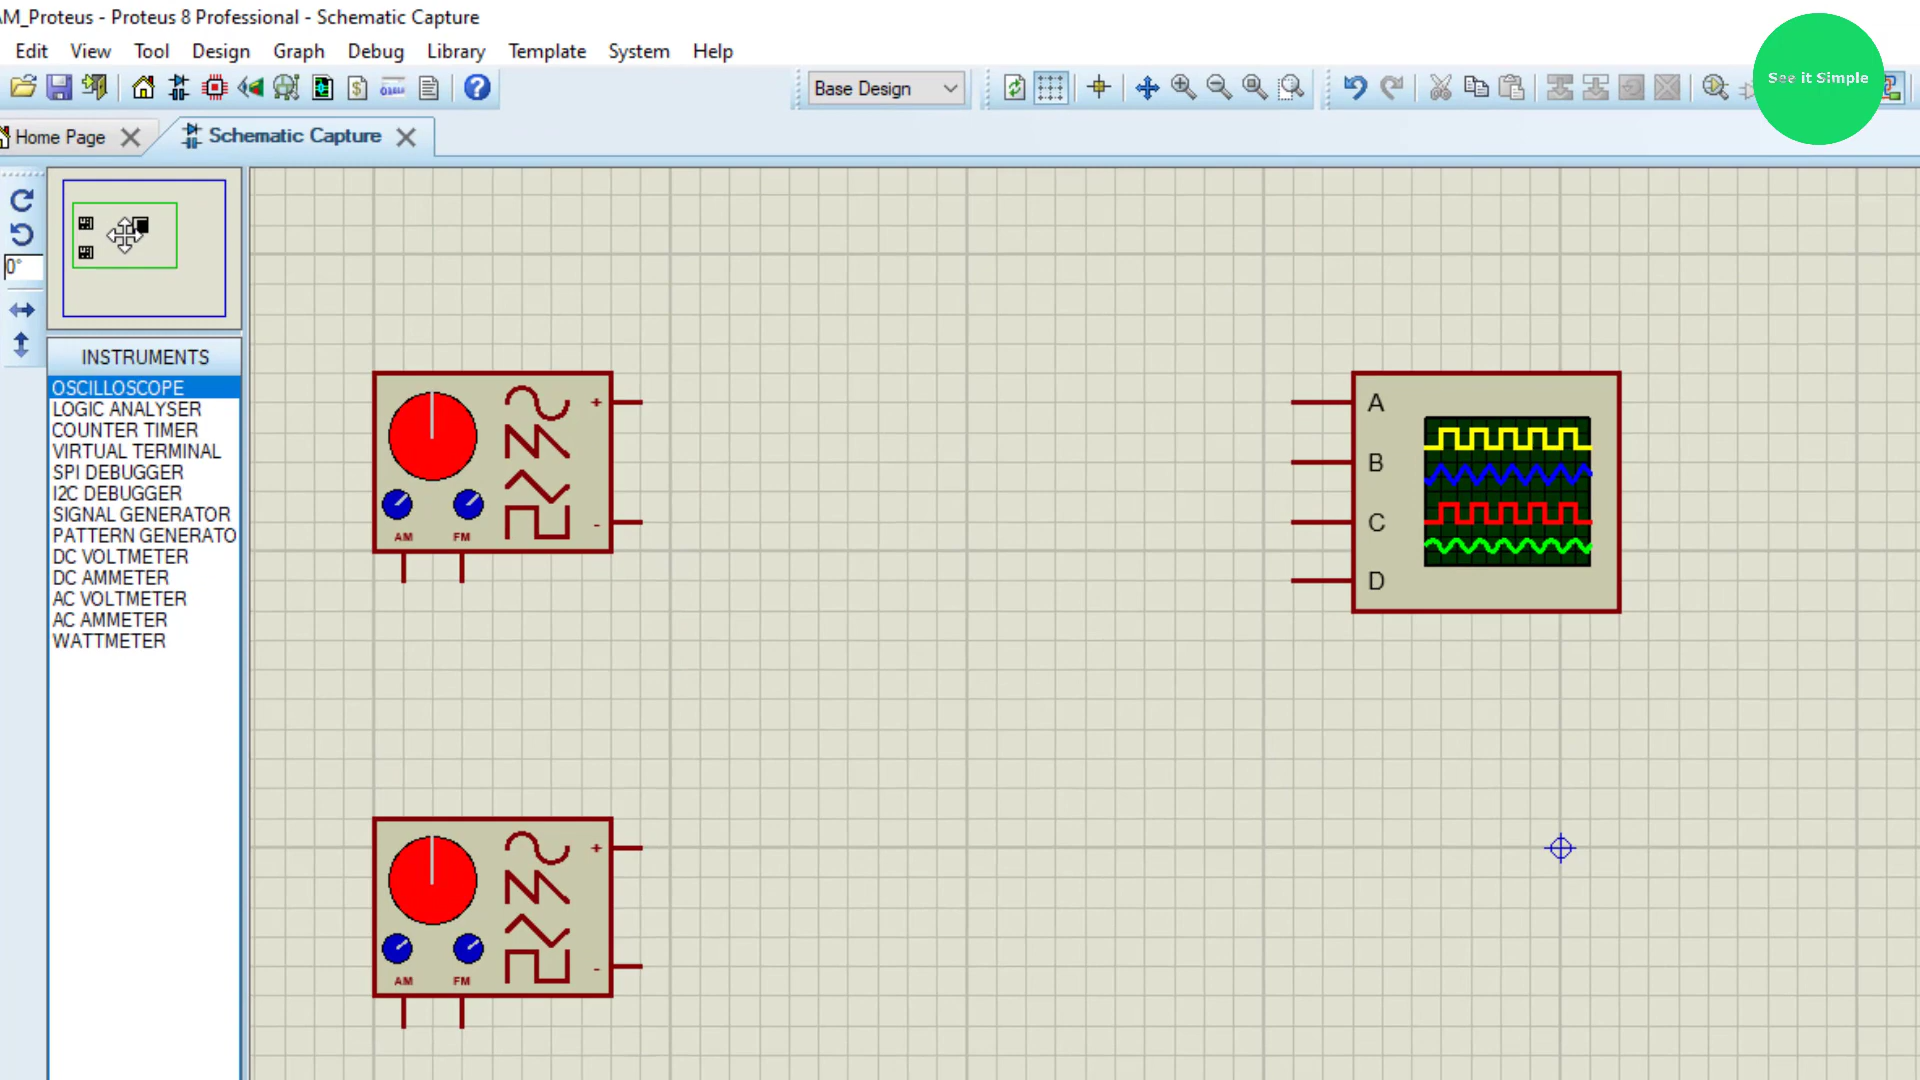 AM_Proteus - Proteus 8 Professional - Schematic Capture
Edit View Tool Design Graph Debug Library Template System Help
Base Design
See it Simple
Home Page
Schematic Capture
0°
INSTRUMENTS
OSCILLOSCOPE
LOGIC ANALYSER
COUNTER TIMER
VIRTUAL TERMINAL
SPI DEBUGGER
I2C DEBUGGER
SIGNAL GENERATOR
PATTERN GENERATO
DC VOLTMETER
DC AMMETER
AC VOLTMETER
AC AMMETER
WATTMETER
+
-
AM FM
A
B
C
D
+
-
AM FM